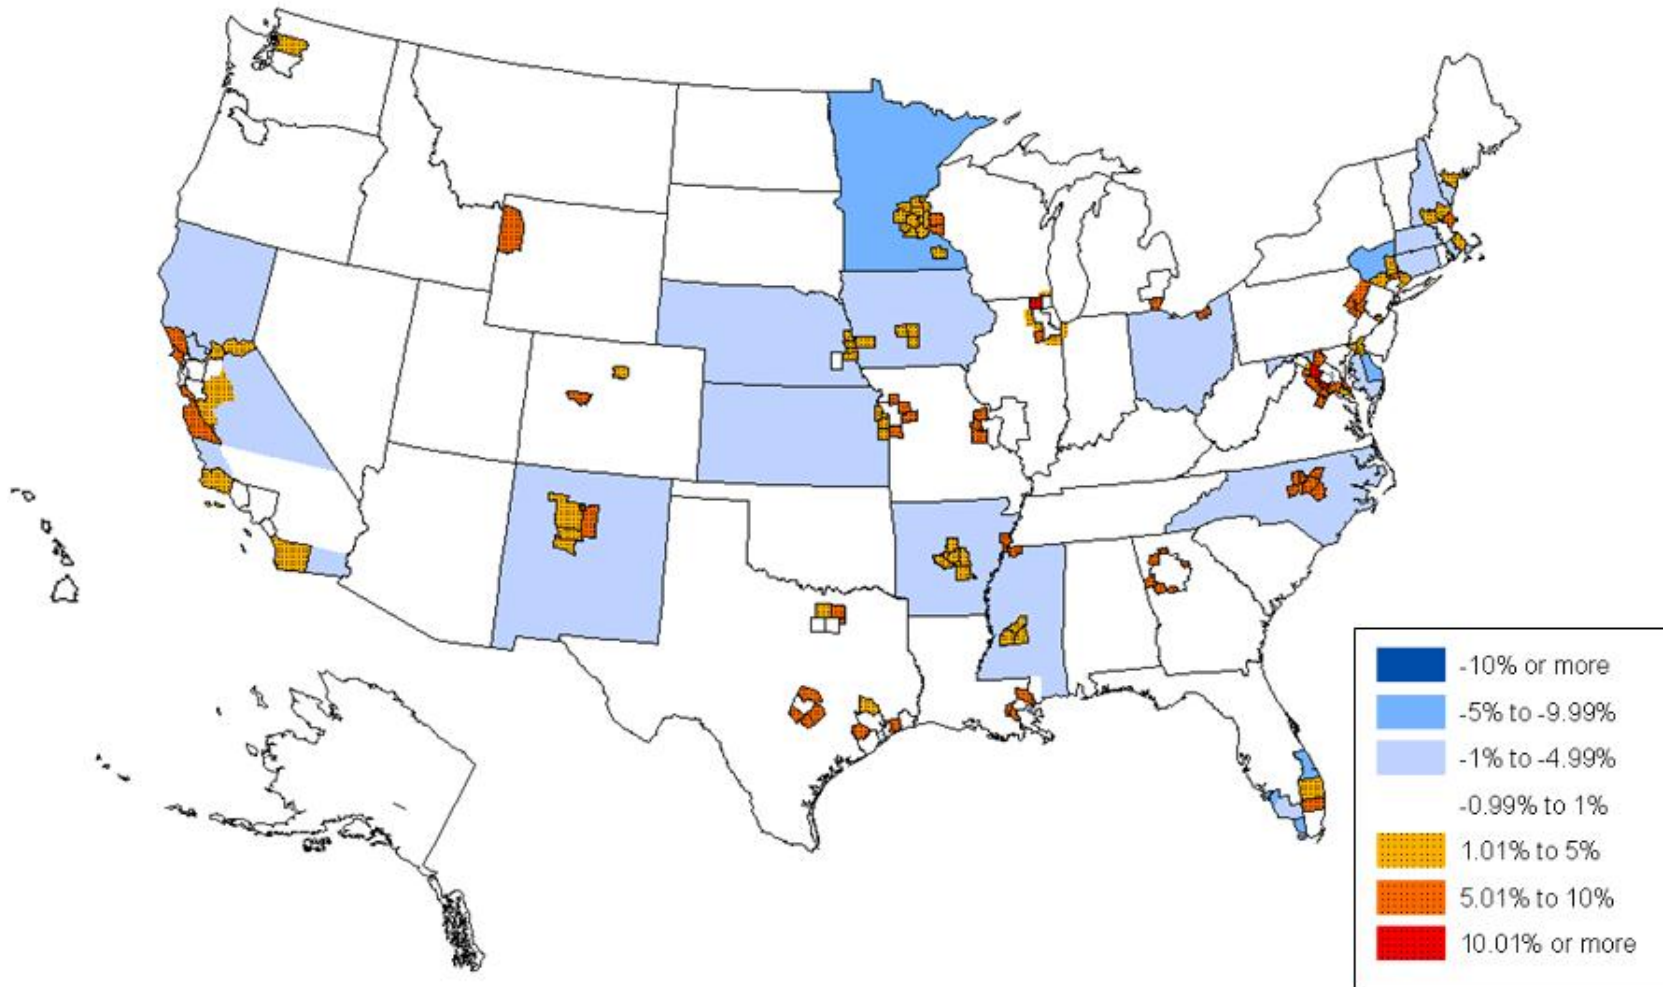 -10% or more
-5% to -9.99%
-1% to -4.99%
-0.99% to 1%
1.01% to 5%
5.01% to 10%
10.01% or more